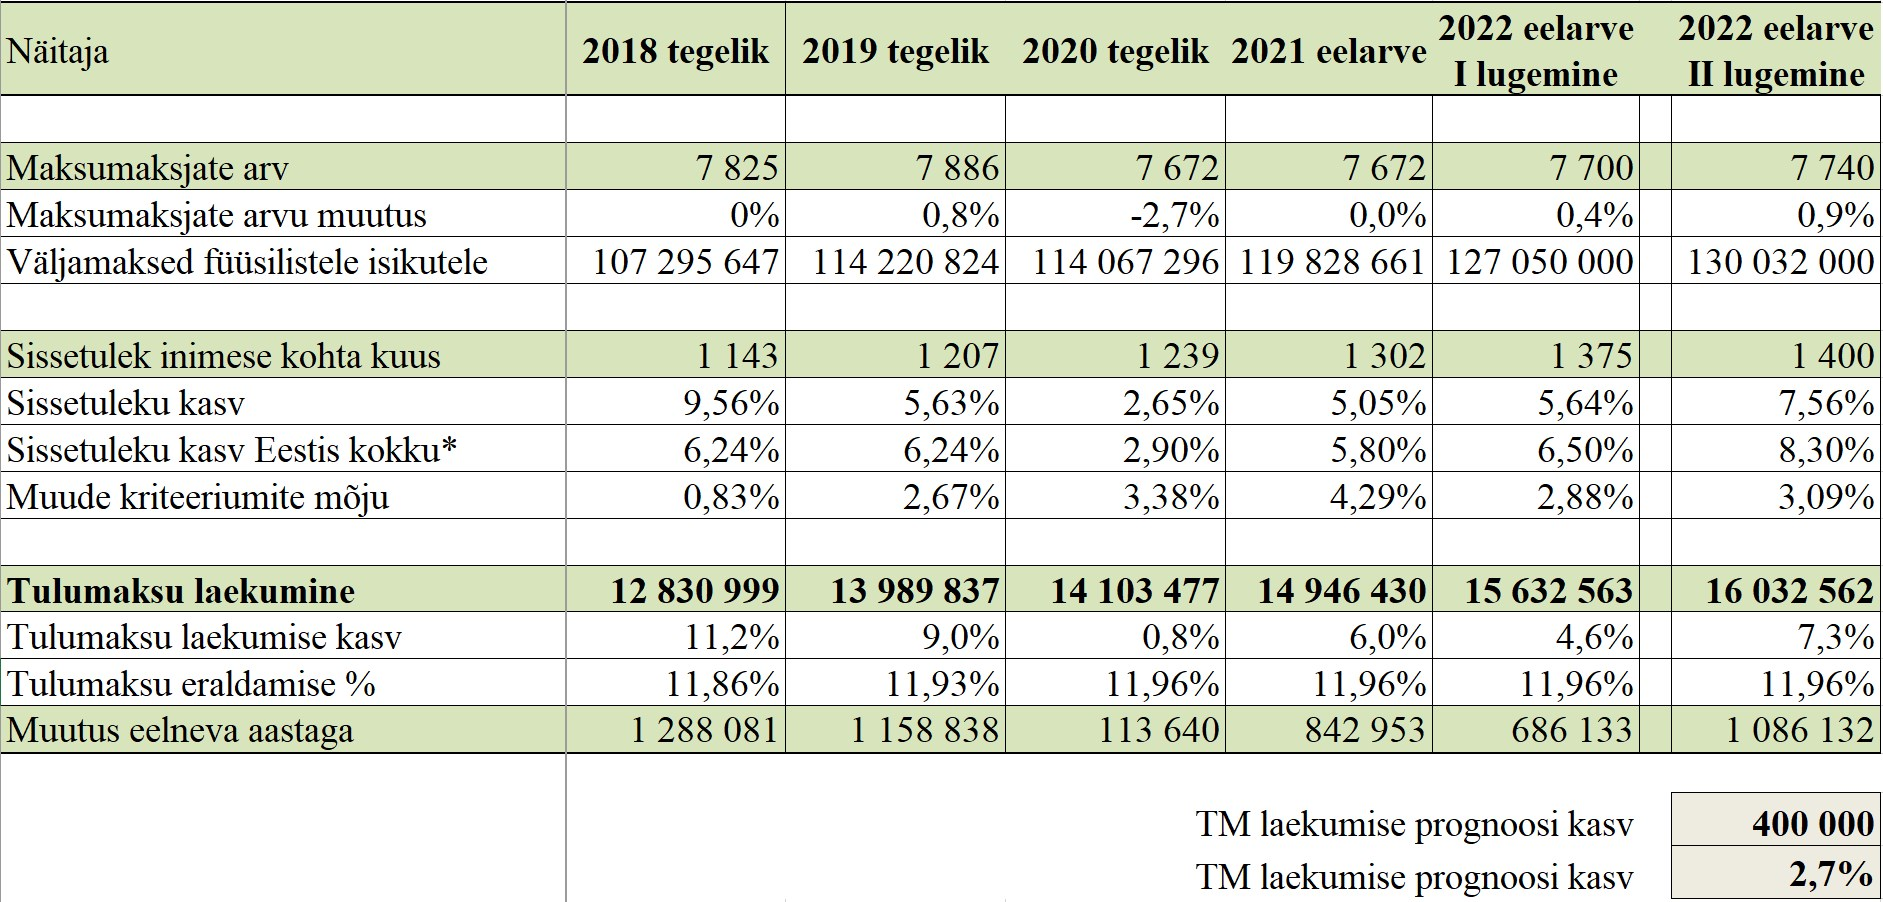 Näitaja 2018 tegelik 2019 tegelik 2020 tegelik 2021 eelarve 2022 eelarve I lugemine 2022 eelarve II lugemine
Maksumaksjate arv 7 825 7 886 7 672 7 672 7 700 7 740
Maksumaksjate arvu muutus 0% 0,8% -2,7% 0,0% 0,4% 0,9%
Väljamaksed füüsilistele isikutele 107 295 647 114 220 824 114 067 296 119 828 661 127 050 000 130 032 000
Sissetulek inimese kohta kuus 1 143 1 207 1 239 1 302 1 375 1 400
Sissetuleku kasv 9,56% 5,63% 2,65% 5,05% 5,64% 7,56%
Sissetuleku kasv Eestis kokku* 6,24% 6,24% 2,90% 5,80% 6,50% 8,30%
Muude kriteeriumite mõju 0,83% 2,67% 3,38% 4,29% 2,88% 3,09%
Tulumaksu laekumine 12 830 999 13 989 837 14 103 477 14 946 430 15 632 563 16 032 562
Tulumaksu laekumise kasv 11,2% 9,0% 0,8% 6,0% 4,6% 7,3%
Tulumaksu eraldamise % 11,86% 11,93% 11,96% 11,96% 11,96% 11,96%
Muutus eelneva aastaga 1 288 081 1 158 838 113 640 842 953 686 133 1 086 132
TM laekumise prognoosi kasv 400 000
TM laekumise prognoosi kasv 2,7%